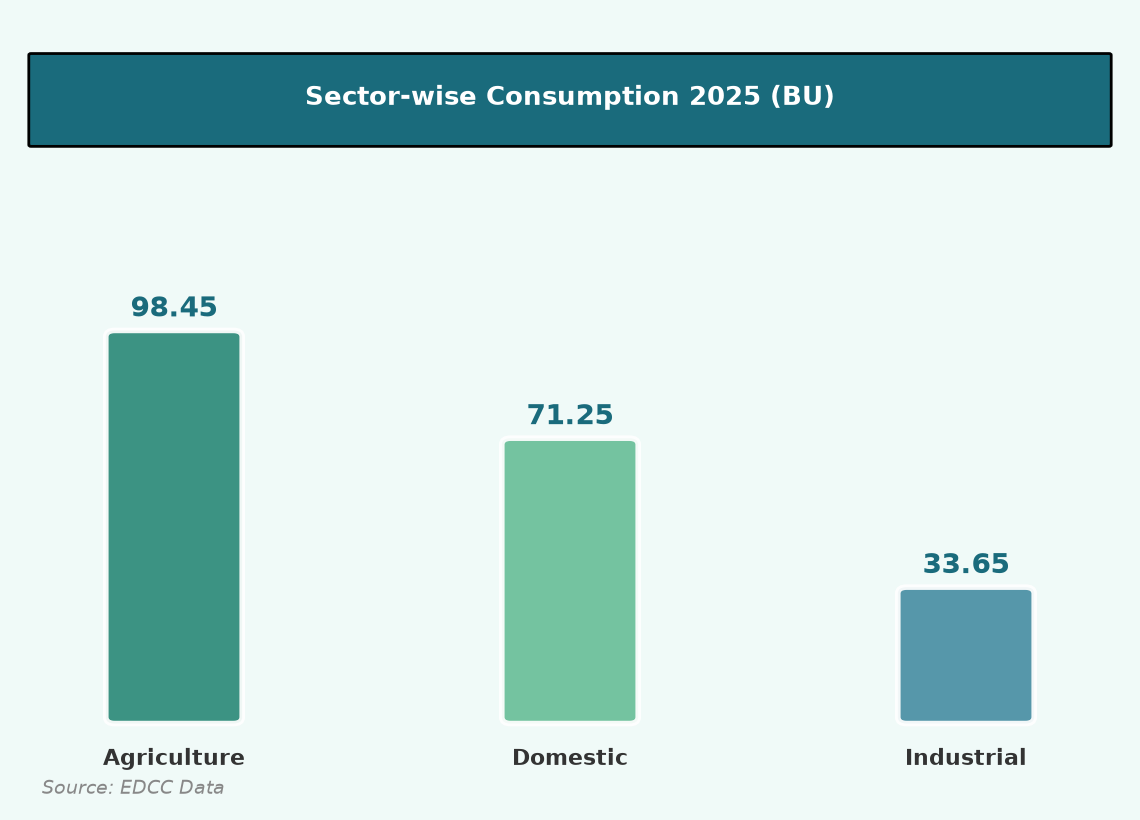 Sector-wise Consumption 2025 (BU)
98.45
71.25
33.65
Agriculture
Domestic
Industrial
Source: EDCC Data